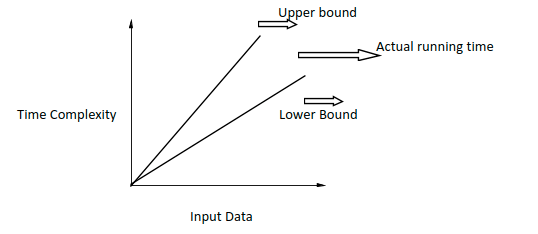 Upper bound
Actual running time
Time Complexity
Lower Bound
Input Data